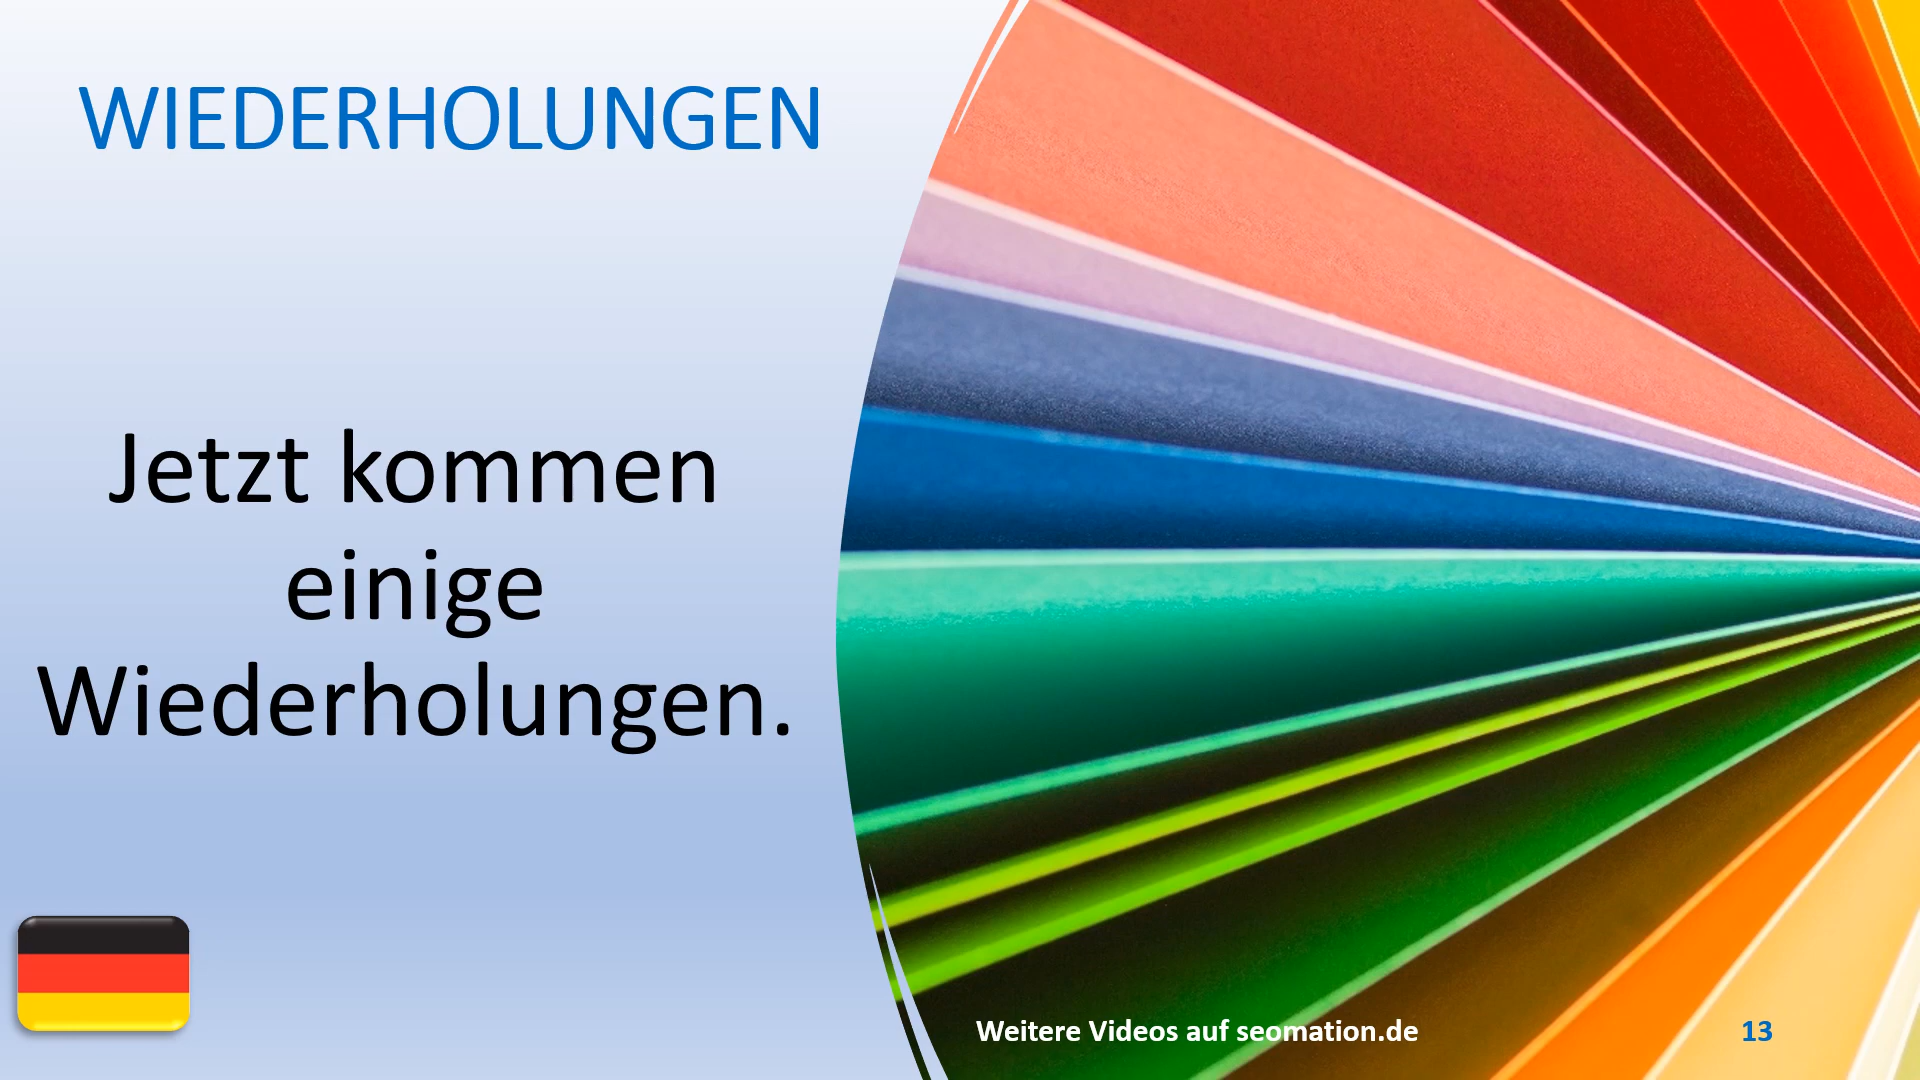 WIEDERHOLUNGEN
Jetzt kommen
einige
Wiederholungen.
Weitere Videos auf seomation.de
13